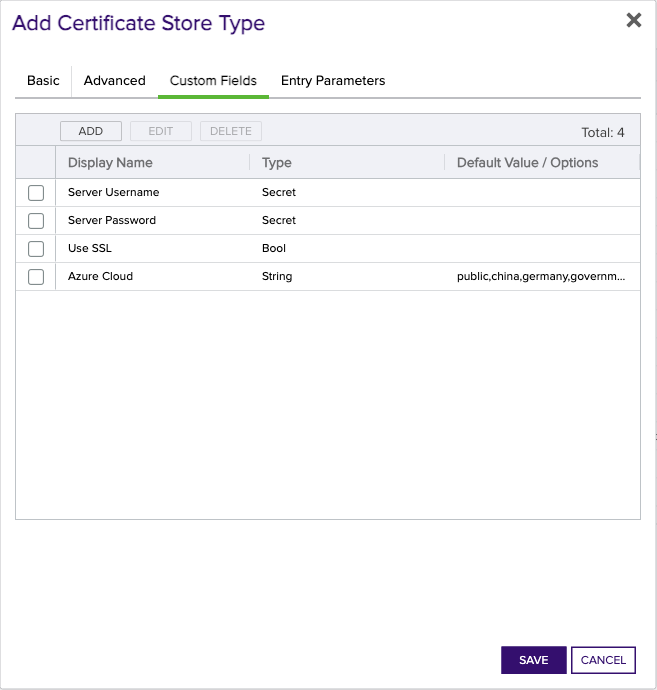 Add Certificate Store Type
Basic Advanced Custom Fields Entry Parameters
ADD EDIT DELETE Total: 4
Display Name Type Default Value / Options
Server Username Secret
Server Password Secret
Use SSL Bool
Azure Cloud String public,china,germany,governm...
SAVE CANCEL